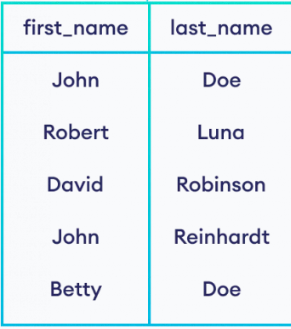 first_name last_name
John Doe
Robert Luna
David Robinson
John Reinhardt
Betty Doe